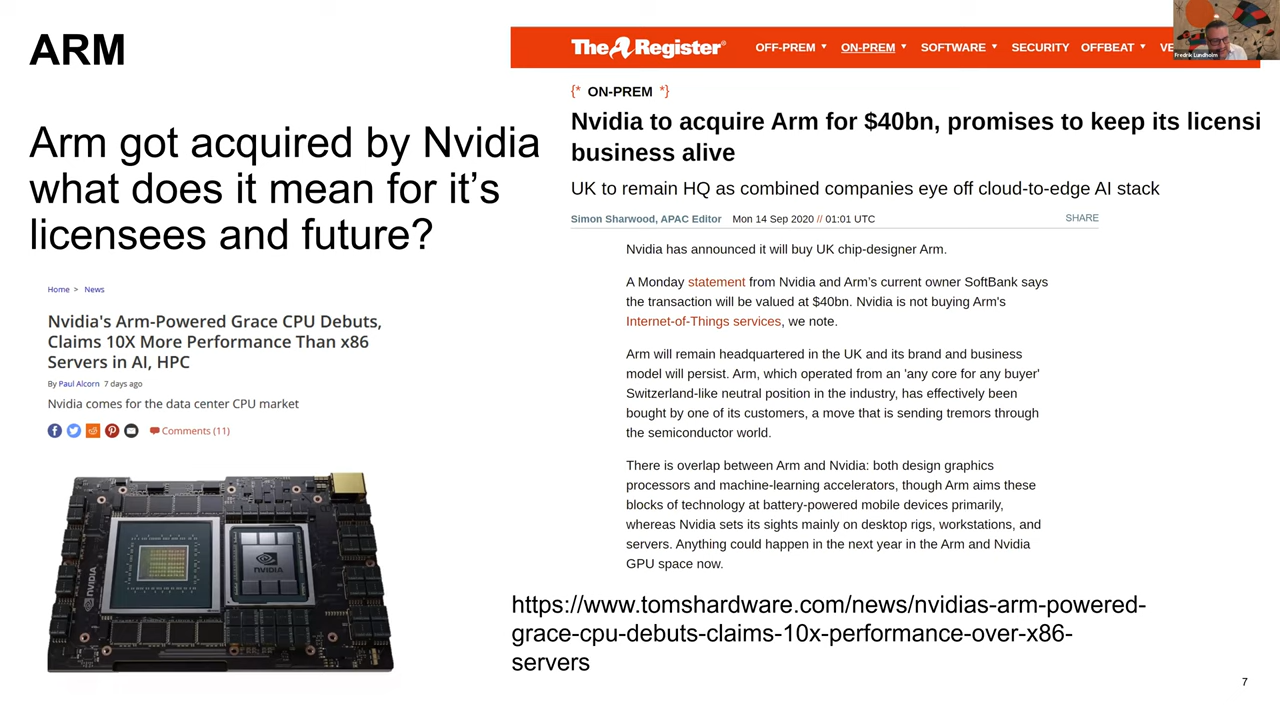 ARM
Arm got acquired by Nvidia
what does it mean for it’s
licensees and future?
Home > News
Nvidia's Arm-Powered Grace CPU Debuts,
Claims 10X More Performance Than x86
Servers in AI, HPC
By Paul Alcorn 7 days ago
Nvidia comes for the data center CPU market
Comments (11)
NVIDIA
NVIDIA
The Register
OFF-PREM ON-PREM SOFTWARE SECURITY OFFBEAT VE
Fredrik Lundholm
{* ON-PREM *}
Nvidia to acquire Arm for $40bn, promises to keep its licensi
business alive
UK to remain HQ as combined companies eye off cloud-to-edge AI stack
Simon Sharwood, APAC Editor Mon 14 Sep 2020 // 01:01 UTC SHARE
Nvidia has announced it will buy UK chip-designer Arm.
A Monday statement from Nvidia and Arm's current owner SoftBank says
the transaction will be valued at $40bn. Nvidia is not buying Arm's
Internet-of-Things services, we note.
Arm will remain headquartered in the UK and its brand and business
model will persist. Arm, which operated from an 'any core for any buyer'
Switzerland-like neutral position in the industry, has effectively been
bought by one of its customers, a move that is sending tremors through
the semiconductor world.
There is overlap between Arm and Nvidia: both design graphics
processors and machine-learning accelerators, though Arm aims these
blocks of technology at battery-powered mobile devices primarily,
whereas Nvidia sets its sights mainly on desktop rigs, workstations, and
servers. Anything could happen in the next year in the Arm and Nvidia
GPU space now.
https://www.tomshardware.com/news/nvidias-arm-powered-
grace-cpu-debuts-claims-10x-performance-over-x86-
servers
7